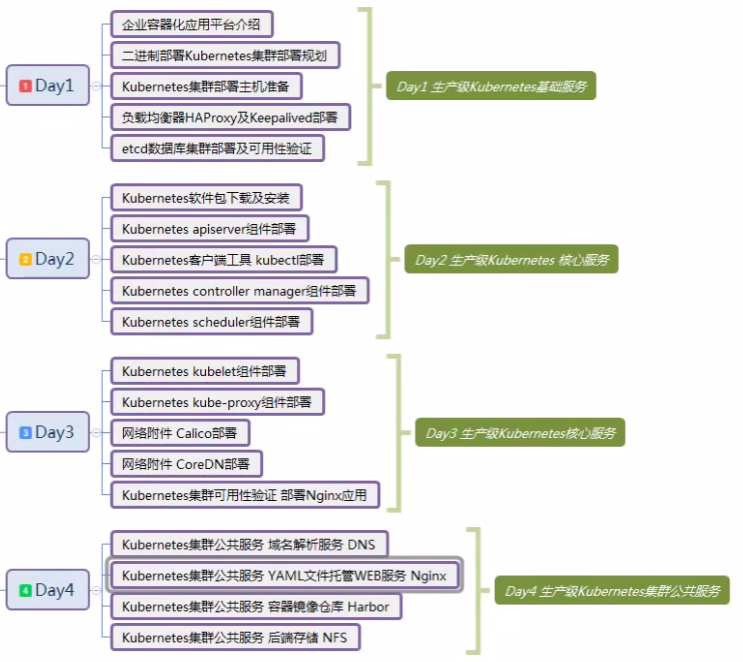 企业容器化应用平台介绍
二进制部署Kubernetes集群部署规划
1 Day1
Kubernetes集群部署主机准备
Day1 生产级Kubernetes基础服务
负载均衡器HAProxy及Keepalived部署
etcd数据库集群部署及可用性验证
Kubernetes软件包下载及安装
Kubernetes apiserver组件部署
2 Day2
Kubernetes客户端工具 kubectl部署
Day2 生产级Kubernetes 核心服务
Kubernetes controller manager组件部署
Kubernetes scheduler组件部署
Kubernetes kubelet组件部署
Kubernetes kube-proxy组件部署
3 Day3
网络附件 Calico部署
Day3 生产级Kubernetes核心服务
网络附件 CoreDN部署
Kubernetes集群可用性验证 部署Nginx应用
Kubernetes集群公共服务 域名解析服务 DNS
Kubernetes集群公共服务 YAML文件托管WEB服务 Nginx
4 Day4
Day4 生产级Kubernetes集群公共服务
Kubernetes集群公共服务 容器镜像仓库 Harbor
Kubernetes集群公共服务 后端存储 NFS